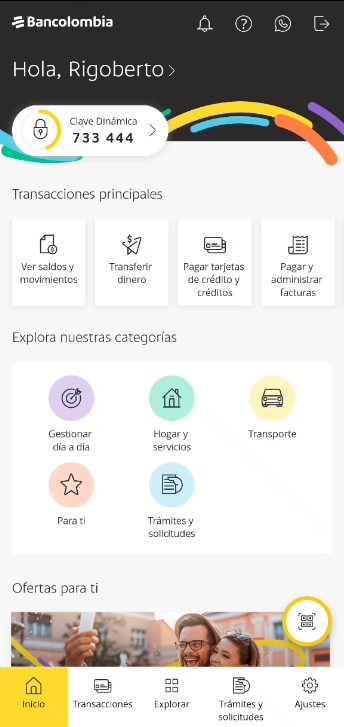 Bancolombia
Hola, Rigoberto
Clave Dinámica
733 444
Transacciones principales
Ver saldos y
movimientos
Transferir
dinero
Pagar tarjetas
de crédito y
créditos
Pagar y
administrar
facturas
Explora nuestras categorías
Gestionar
día a día
Hogar y
servicios
Transporte
Para ti
Trámites y
solicitudes
Ofertas para ti
Inicio
Transacciones
Explorar
Trámites y
solicitudes
Ajustes